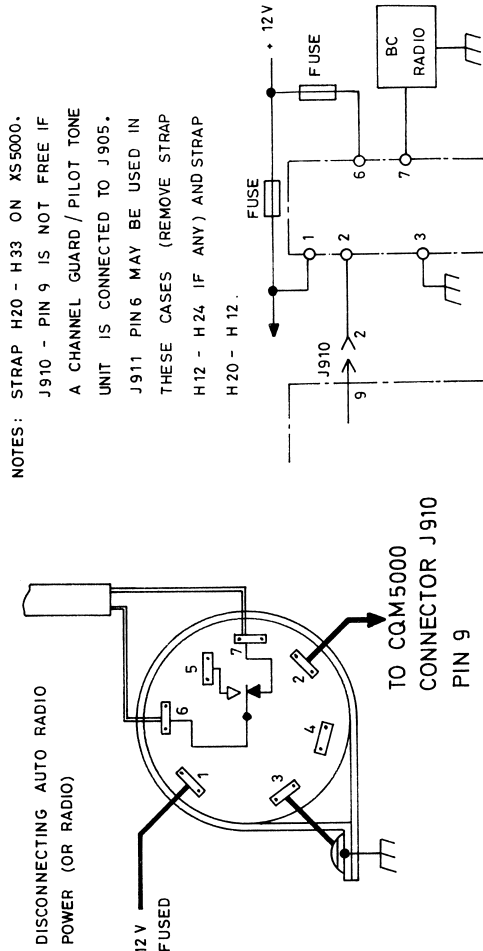 NOTES: STRAP H20 - H33 ON XS5000.
J910 - PIN 9 IS NOT FREE IF
A CHANNEL GUARD / PILOT TONE
UNIT IS CONNECTED TO J905.
J911 PIN6 MAY BE USED IN
THESE CASES (REMOVE STRAP
H12 - H24 IF ANY) AND STRAP
H20 - H12.
+ 12V
FUSE
FUSE
BC
RADIO
1
2
3
6
7
J910
9
2
DISCONNECTING AUTO RADIO
POWER (OR RADIO)
12 V
FUSED
1
6
5
7
3
4
2
TO CQM5000
CONNECTOR J910
PIN 9